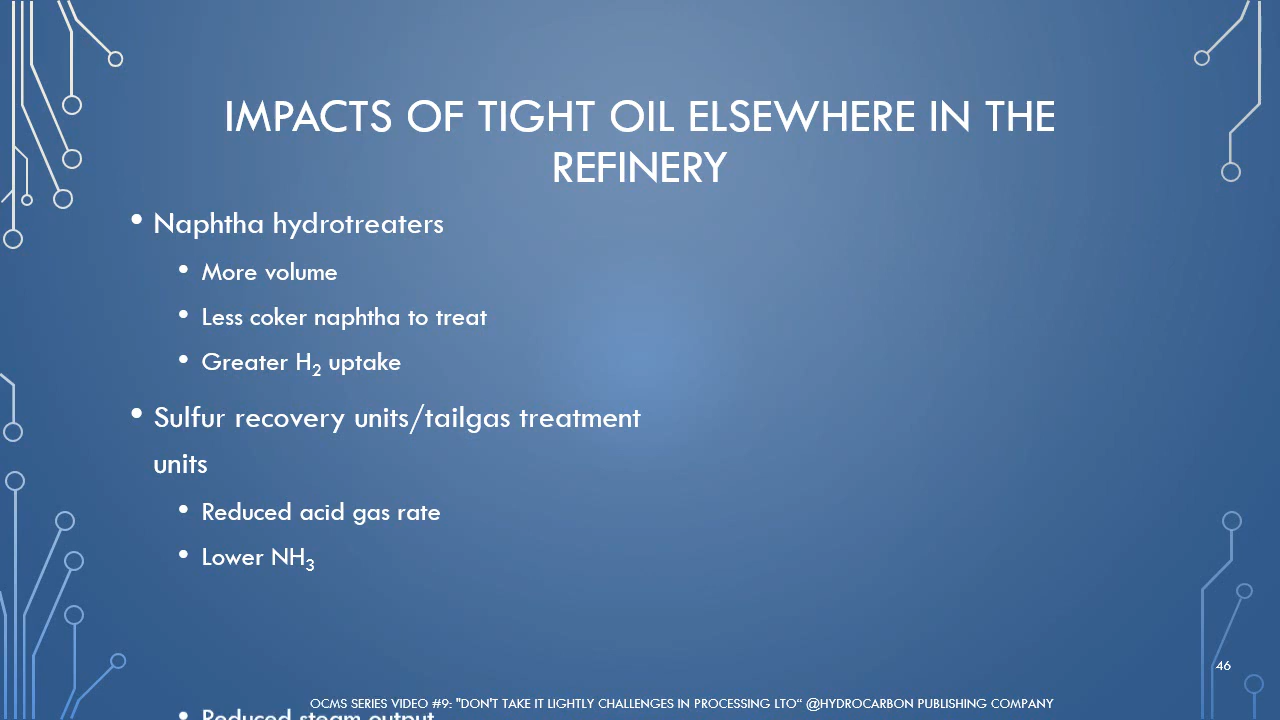 IMPACTS OF TIGHT OIL ELSEWHERE IN THE
REFINERY
• Naphtha hydrotreaters
• More volume
• Less coker naphtha to treat
• Greater H₂ uptake
• Sulfur recovery units/tailgas treatment
units
• Reduced acid gas rate
• Lower NH₃
46
OCMS SERIES VIDEO #9: "DON'T TAKE IT LIGHTLY CHALLENGES IN PROCESSING LTO“ @HYDROCARBON PUBLISHING COMPANY
• Reduced steam output